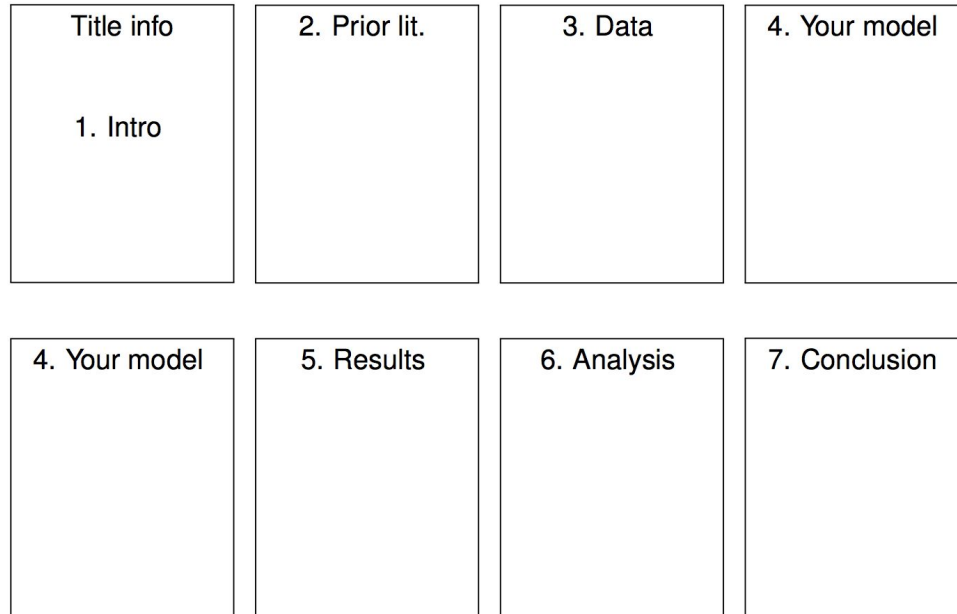 Title info
1. Intro
2. Prior lit.
3. Data
4. Your model
4. Your model
5. Results
6. Analysis
7. Conclusion